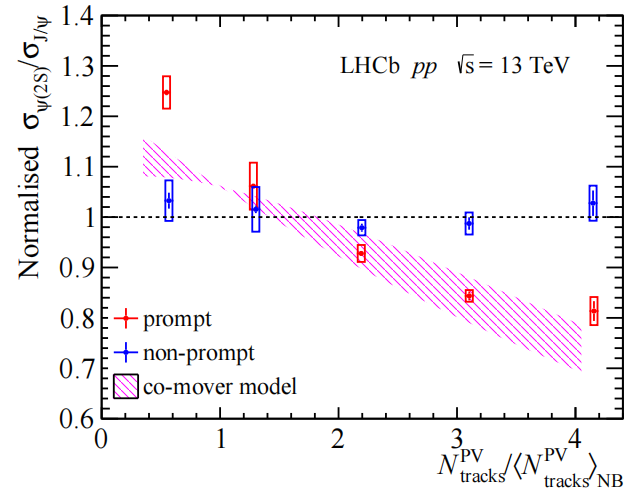 Normalised σψ(2S)/σJ/ψ
1.4
1.3
1.2
1.1
1
0.9
0.8
0.7
0.6
LHCb pp √s = 13 TeV
prompt
non-prompt
co-mover model
0 1 2 3 4
N^PV_tracks/⟨N^PV_tracks⟩_NB